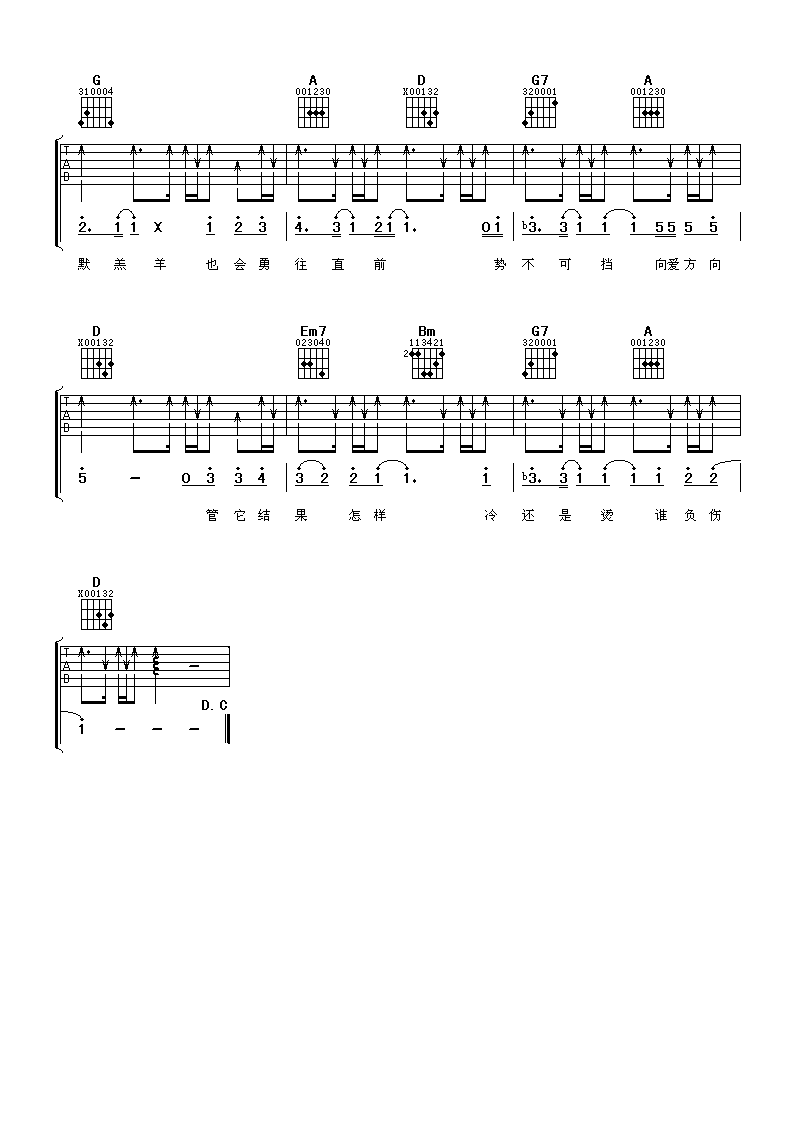 G A D G7 A
310004 001230 X00132 320001 001230
T
A
B
2. 1 1 X 1 2 3 4. 3 1 2 1 1. 0 1 b3. 3 1 1 1 5 5 5 5
默 羔 羊 也 会 勇 往 直 前 势 不 可 挡 向 爱 方 向
D Em7 Bm G7 A
X00132 023040 113421 320001 001230
2
T
A
B
5 - 0 3 3 4 3 2 2 1 1. 1 b3. 3 1 1 1 1 2 2
管 它 结 果 怎 样 冷 还 是 烫 谁 负 伤
D
X00132
T
A
B
D.C
1 - - -